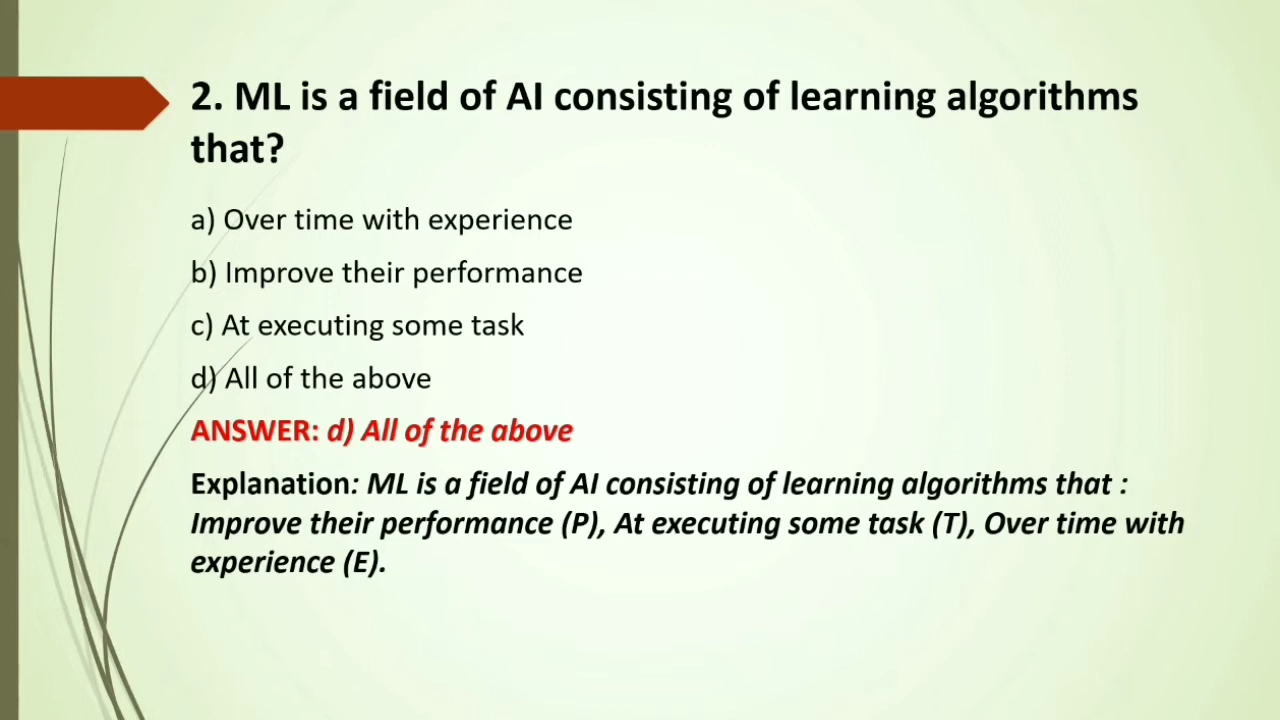 2. ML is a field of AI consisting of learning algorithms
that?
a) Over time with experience
b) Improve their performance
c) At executing some task
d) All of the above
ANSWER: d) All of the above
Explanation: ML is a field of AI consisting of learning algorithms that :
Improve their performance (P), At executing some task (T), Over time with
experience (E).